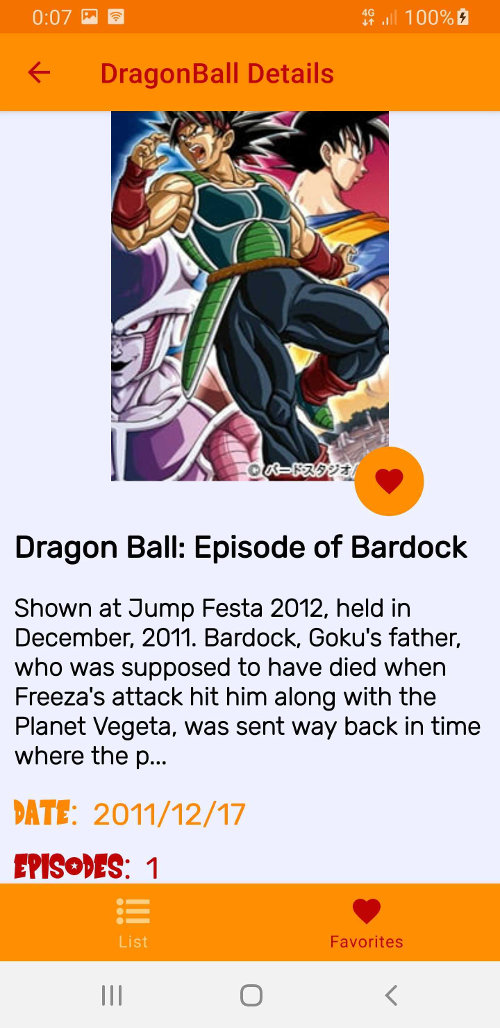 0:07
4G
100%
DragonBall Details
© バードスタジオ/
Dragon Ball: Episode of Bardock
Shown at Jump Festa 2012, held in
December, 2011. Bardock, Goku's father,
who was supposed to have died when
Freeza's attack hit him along with the
Planet Vegeta, was sent way back in time
where the p...
DATE: 2011/12/17
EPISODES: 1
List
Favorites